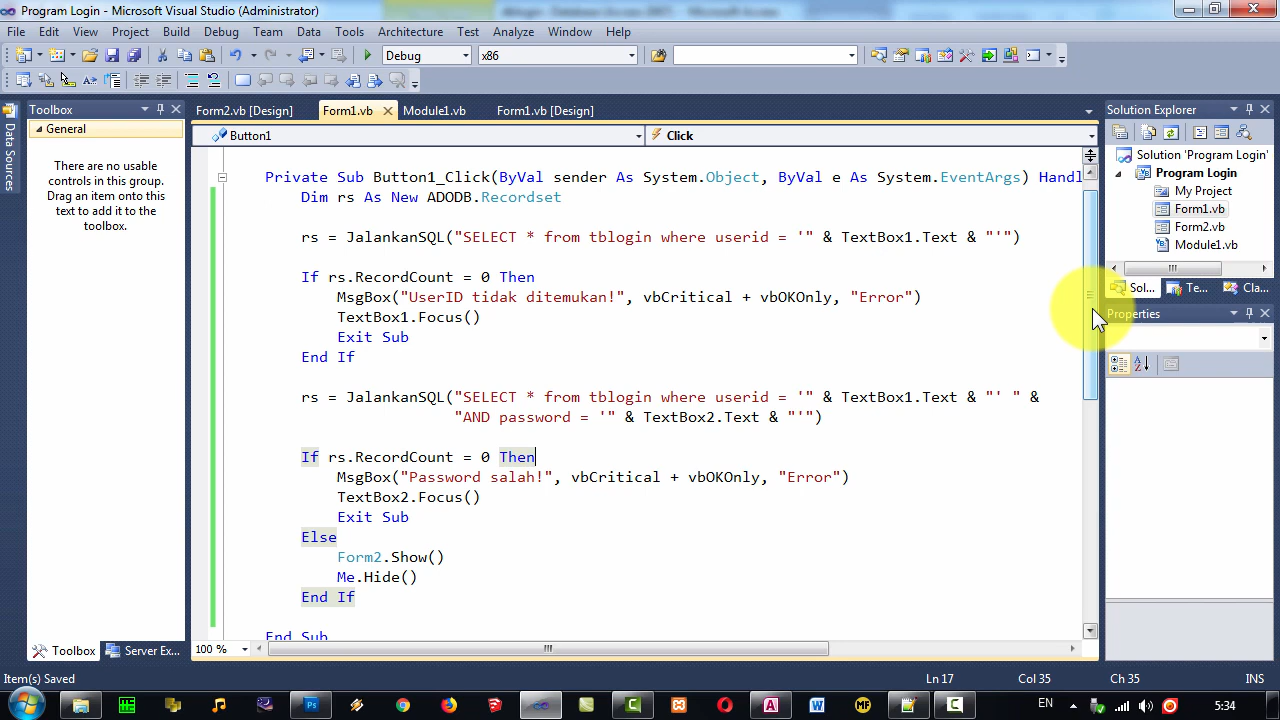 Program Login - Microsoft Visual Studio (Administrator)
File Edit View Project Build Debug Team Data Tools Architecture Test Analyze Window Help
Debug x86
Toolbox
General
There are no usable
controls in this group.
Drag an item onto this
text to add it to the
toolbox.
Data Sources
Toolbox Server Ex...
Form2.vb [Design] Form1.vb Module1.vb Form1.vb [Design]
Button1 Click
Private Sub Button1_Click(ByVal sender As System.Object, ByVal e As System.EventArgs) Handl
Dim rs As New ADODB.Recordset
rs = JalankanSQL("SELECT * from tblogin where userid = '" & TextBox1.Text & "'")
If rs.RecordCount = 0 Then
MsgBox("UserID tidak ditemukan!", vbCritical + vbOKOnly, "Error")
TextBox1.Focus()
Exit Sub
End If
rs = JalankanSQL("SELECT * from tblogin where userid = '" & TextBox1.Text & "' " &
"AND password = '" & TextBox2.Text & "'")
If rs.RecordCount = 0 Then
MsgBox("Password salah!", vbCritical + vbOKOnly, "Error")
TextBox2.Focus()
Exit Sub
Else
Form2.Show()
Me.Hide()
End If
End Sub
100 %
Solution Explorer
Solution 'Program Login'
Program Login
My Project
Form1.vb
Form2.vb
Module1.vb
Sol... Te... Cla...
Properties
Item(s) Saved Ln 17 Col 35 Ch 35 INS
EN 5:34